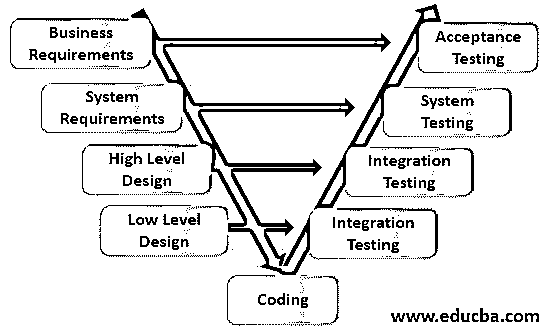 Business
Requirements
Acceptance
Testing
System
Requirements
System
Testing
High Level
Design
Integration
Testing
Low Level
Design
Integration
Testing
Coding
www.educba.com